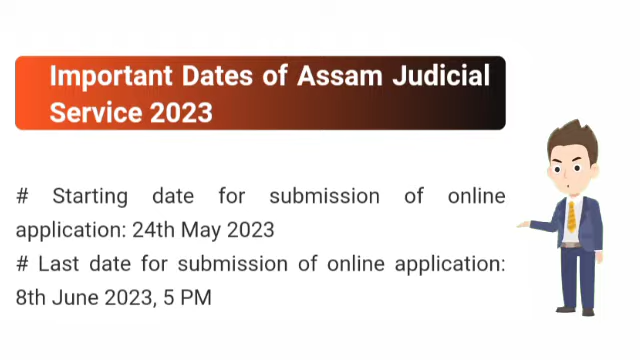 Important Dates of Assam Judicial
Service 2023
# Starting date for submission of online
application: 24th May 2023
# Last date for submission of online application:
8th June 2023, 5 PM